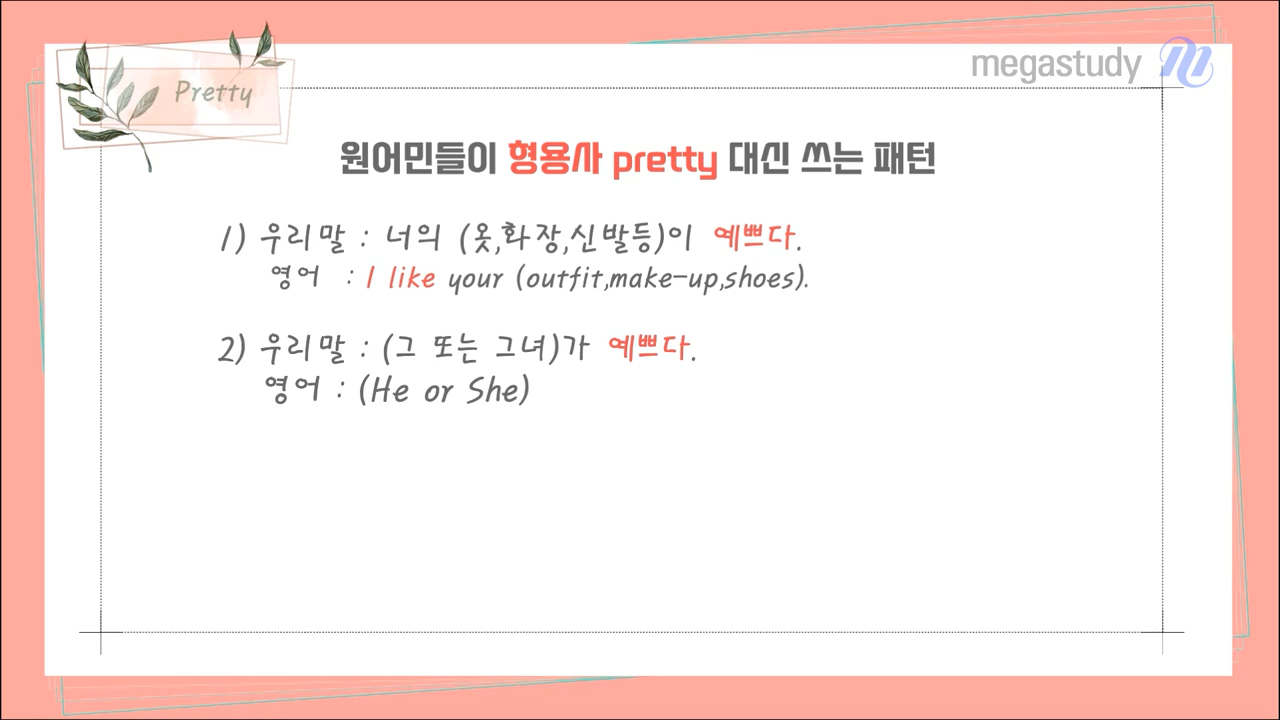 Pretty
megastudy
원어민들이 형용사 pretty 대신 쓰는 패턴
1) 우리말 : 너의 (옷,화장,신발등)이 예쁘다.
영어 : I like your (outfit,make-up,shoes).
2) 우리말 : (그 또는 그녀)가 예쁘다.
영어 : (He or She)